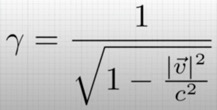 γ = 1 / √(1 − |v⃗|² / c²)